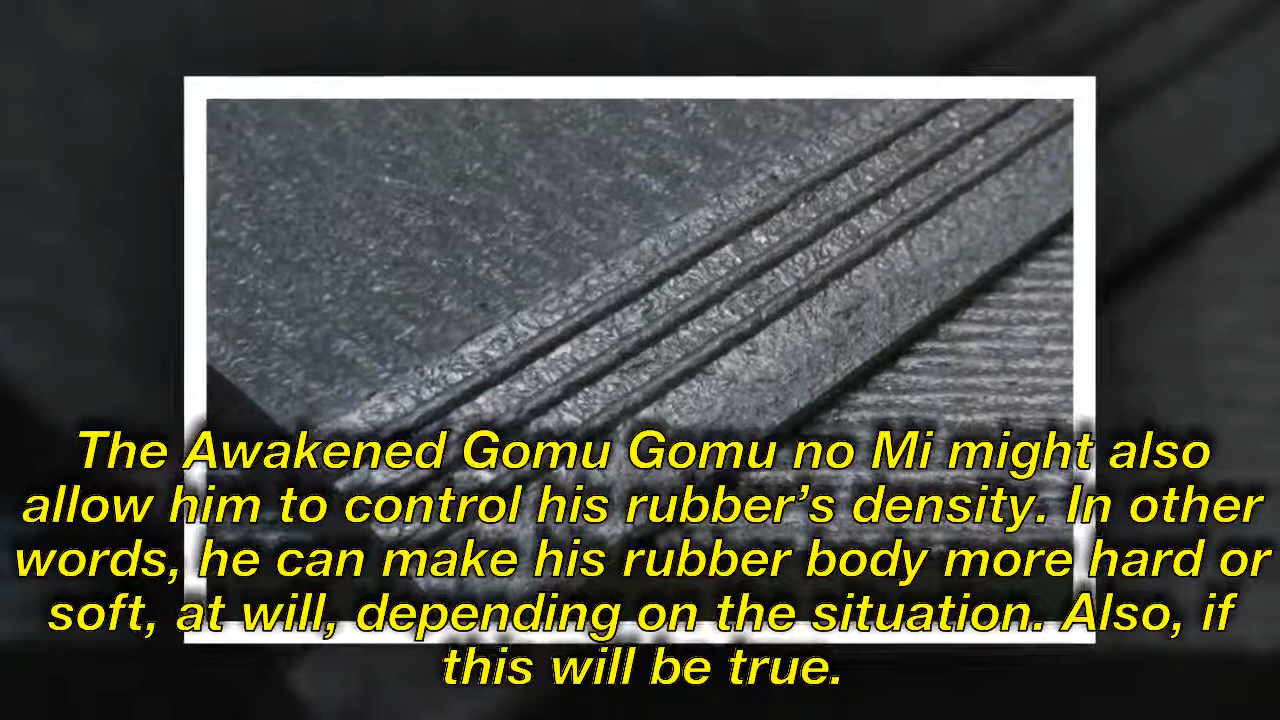 The Awakened Gomu Gomu no Mi might also
allow him to control his rubber’s density. In other
words, he can make his rubber body more hard or
soft, at will, depending on the situation. Also, if
this will be true.